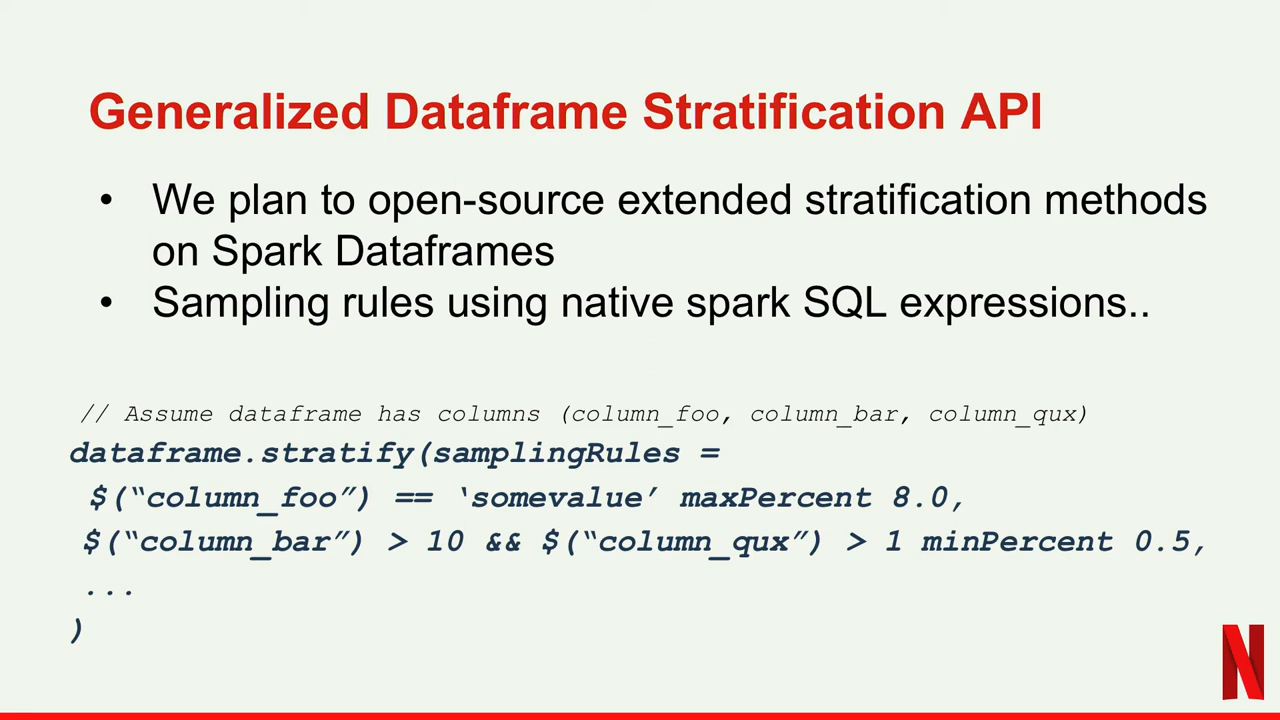 Generalized Dataframe Stratification API
• We plan to open-source extended stratification methods
on Spark Dataframes
• Sampling rules using native spark SQL expressions..
// Assume dataframe has columns (column_foo, column_bar, column_qux)
dataframe.stratify(samplingRules =
$(“column_foo”) == ‘somevalue’ maxPercent 8.0,
$(“column_bar”) > 10 && $(“column_qux”) > 1 minPercent 0.5,
...
)
N